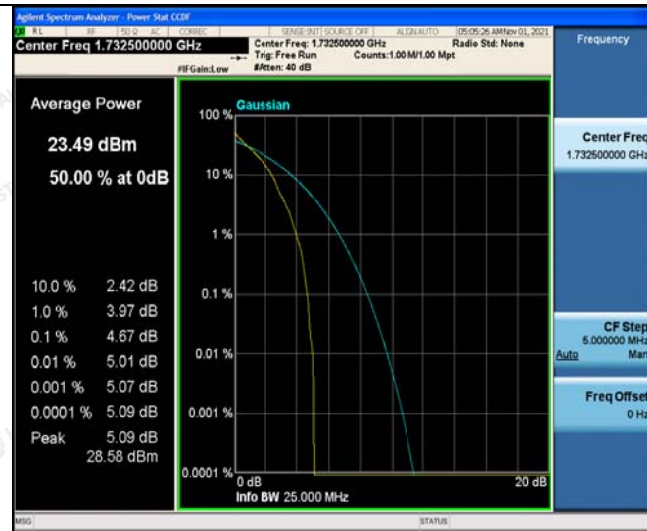 Agilent Spectrum Analyzer - Power Stat CCDF
RL RF 50 Ω AC CORREC SENSE:INT SOURCE OFF ALIGN AUTO 05:05:26 AM Nov 01, 2021
Center Freq 1.732500000 GHz
Center Freq: 1.732500000 GHz Radio Std: None
Trig: Free Run Counts:1.00 M/1.00 Mpt
#IFGain:Low #Atten: 40 dB
Frequency
Average Power
23.49 dBm
50.00 % at 0dB
10.0 % 2.42 dB
1.0 % 3.97 dB
0.1 % 4.67 dB
0.01 % 5.01 dB
0.001 % 5.07 dB
0.0001 % 5.09 dB
Peak 5.09 dB
28.58 dBm
Gaussian
100 %
10 %
1 %
0.1 %
0.01 %
0.001 %
0.0001 %
0 dB 20 dB
Info BW 25.000 MHz
Center Freq
1.732500000 GHz
CF Step
5.000000 MHz
Auto Man
Freq Offset
0 Hz
MSG STATUS